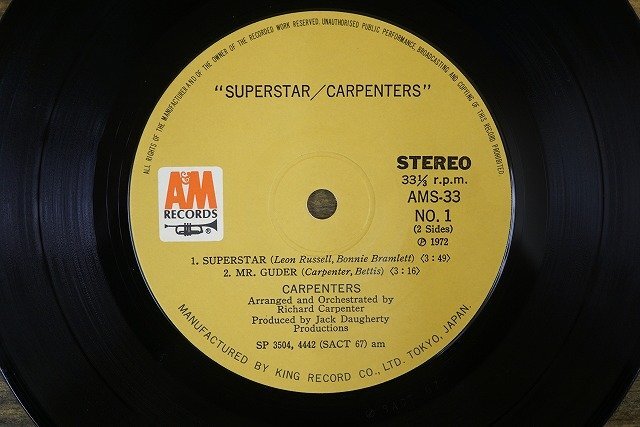 ALL RIGHTS OF THE MANUFACTURER AND OF THE OWNER OF THE RECORDED WORK RESERVED. UNAUTHORISED PUBLIC PERFORMANCE, BROADCASTING AND COPYING OF THIS RECORD PROHIBITED.
"SUPERSTAR/CARPENTERS"
A&M
RECORDS
®
STEREO
33⅓ r.p.m.
AMS-33
NO. 1
(2 Sides)
℗ 1972
1. SUPERSTAR (Leon Russell, Bonnie Bramlett) 〈3:49〉
2. MR. GUDER (Carpenter, Bettis) 〈3:16〉
CARPENTERS
Arranged and Orchestrated by
Richard Carpenter
Produced by Jack Daugherty
Productions
SP 3504, 4442 (SACT 67) am
MANUFACTURED BY KING RECORD CO., LTD. TOKYO, JAPAN.